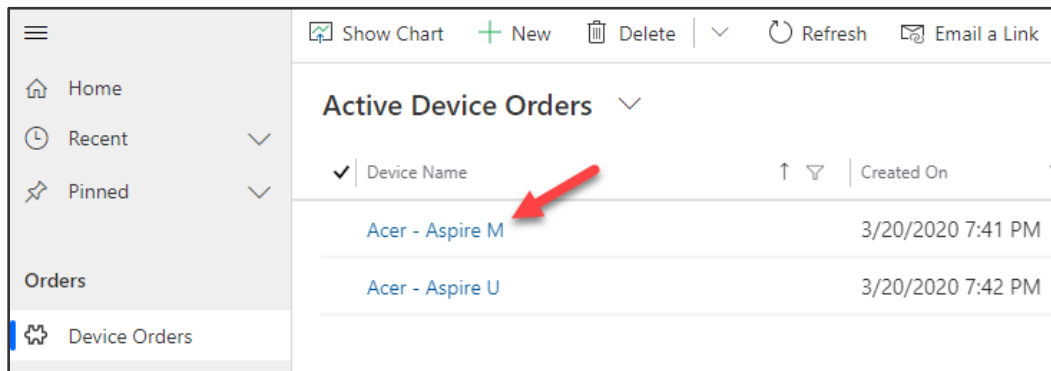 Show Chart New Delete Refresh Email a Link
Home
Recent
Pinned
Orders
Device Orders
Active Device Orders
Device Name Created On
Acer - Aspire M 3/20/2020 7:41 PM
Acer - Aspire U 3/20/2020 7:42 PM